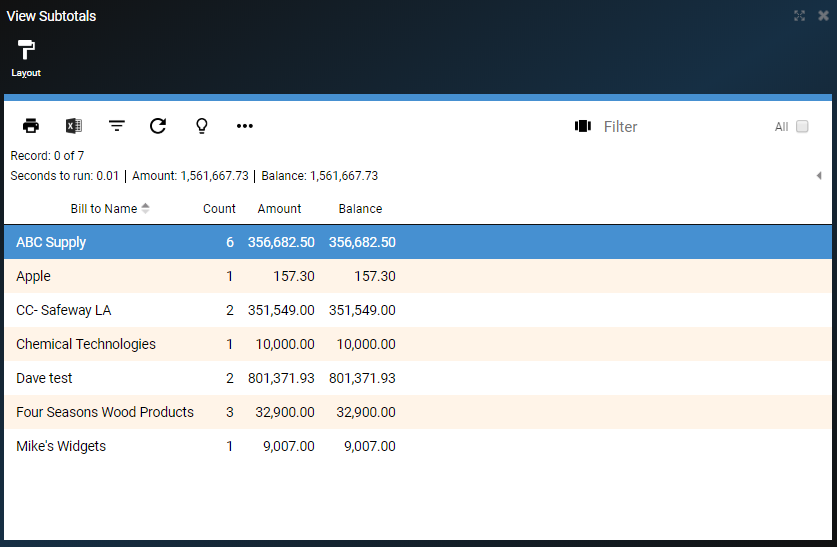 View Subtotals
Layout
Filter All
Record: 0 of 7
Seconds to run: 0.01 | Amount: 1,561,667.73 | Balance: 1,561,667.73
Bill to Name Count Amount Balance
ABC Supply 6 356,682.50 356,682.50
Apple 1 157.30 157.30
CC- Safeway LA 2 351,549.00 351,549.00
Chemical Technologies 1 10,000.00 10,000.00
Dave test 2 801,371.93 801,371.93
Four Seasons Wood Products 3 32,900.00 32,900.00
Mike's Widgets 1 9,007.00 9,007.00